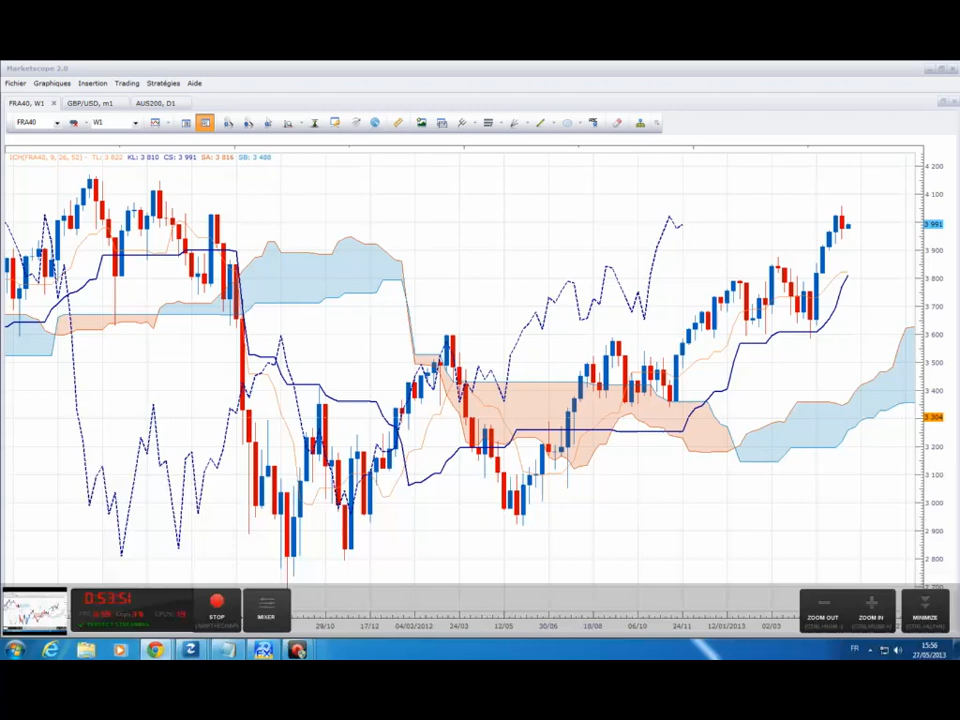 Marketscope 2.0
Fichier Graphiques Insertion Trading Stratégies Aide
FRA40, W1 GBP/USD, m1 AUS200, D1
FRA40 W1
ICH(FRA40, 9, 26, 52) - TL: 3 822 KL: 3 810 CS: 3 991 SA: 3 816 SB: 3 488
4 200
4 100
3 991
3 900
3 800
3 700
3 600
3 500
3 400
3 304
3 200
3 100
3 000
2 900
2 800
0:53:51
STOP
MIXER
ZOOM OUT
ZOOM IN
MINIMIZE
29/10 17/12 04/02/2012 24/03 12/05 30/06 18/08 06/10 24/11 12/01/2013 02/03
FR
15:56
27/05/2013